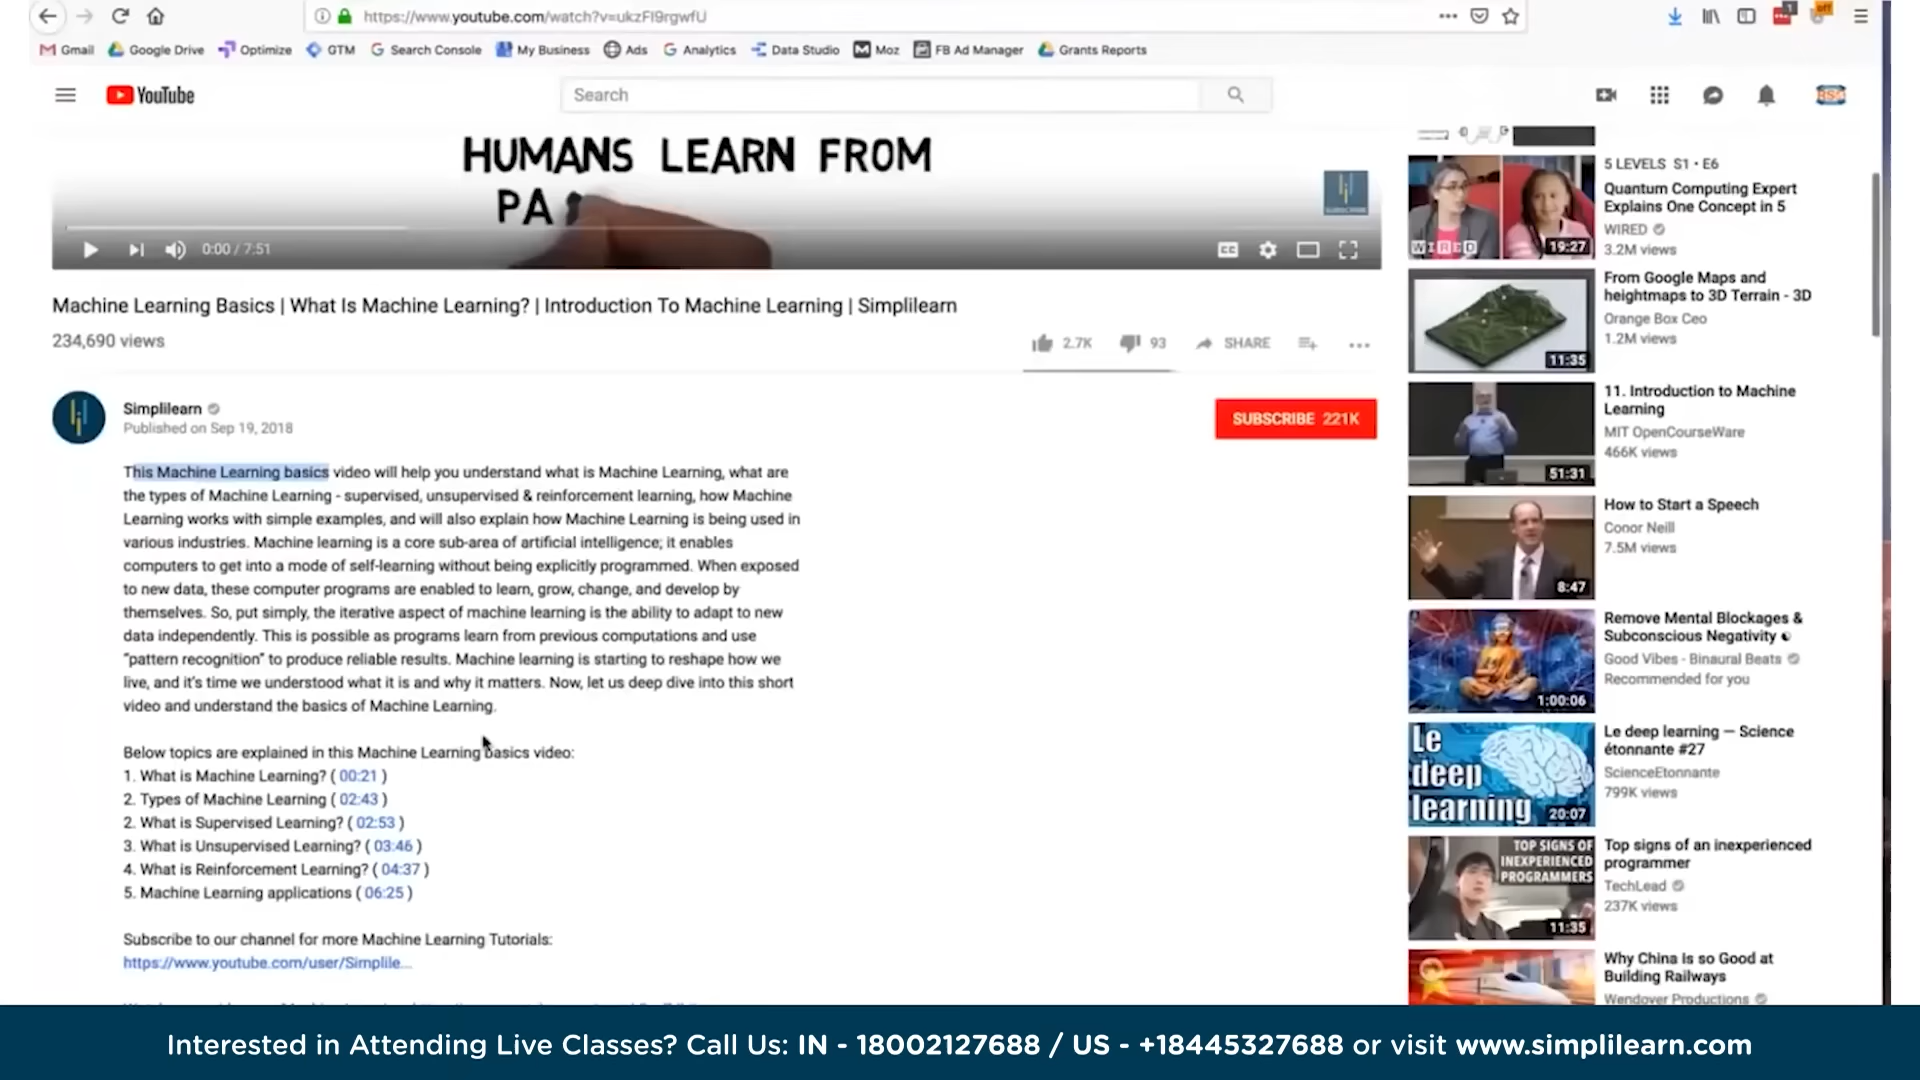 https://www.youtube.com/watch?v=ukzFI9rgwfU
Gmail Google Drive Optimize GTM Search Console My Business Ads Analytics Data Studio Moz FB Ad Manager Grants Reports
1
off
YouTube
Search
HUMANS LEARN FROM
PA
SUBSCRIBE
0:00 / 7:51
CC
Machine Learning Basics | What Is Machine Learning? | Introduction To Machine Learning | Simplilearn
234,690 views
2.7K 93 SHARE
Simplilearn
Published on Sep 19, 2018
SUBSCRIBE 221K
This Machine Learning basics video will help you understand what is Machine Learning, what are
the types of Machine Learning - supervised, unsupervised & reinforcement learning, how Machine
Learning works with simple examples, and will also explain how Machine Learning is being used in
various industries. Machine learning is a core sub-area of artificial intelligence; it enables
computers to get into a mode of self-learning without being explicitly programmed. When exposed
to new data, these computer programs are enabled to learn, grow, change, and develop by
themselves. So, put simply, the iterative aspect of machine learning is the ability to adapt to new
data independently. This is possible as programs learn from previous computations and use
"pattern recognition" to produce reliable results. Machine learning is starting to reshape how we
live, and it's time we understood what it is and why it matters. Now, let us deep dive into this short
video and understand the basics of Machine Learning.
Below topics are explained in this Machine Learning basics video:
1. What is Machine Learning? ( 00:21 )
2. Types of Machine Learning ( 02:43 )
2. What is Supervised Learning? ( 02:53 )
3. What is Unsupervised Learning? ( 03:46 )
4. What is Reinforcement Learning? ( 04:37 )
5. Machine Learning applications ( 06:25 )
Subscribe to our channel for more Machine Learning Tutorials:
https://www.youtube.com/user/Simplile...
WIRED
19:27
5 LEVELS S1 • E6
Quantum Computing Expert
Explains One Concept in 5
WIRED
3.2M views
11:35
From Google Maps and
heightmaps to 3D Terrain - 3D
Orange Box Ceo
1.2M views
51:31
11. Introduction to Machine
Learning
MIT OpenCourseWare
466K views
8:47
How to Start a Speech
Conor Neill
7.5M views
1:00:06
Remove Mental Blockages &
Subconscious Negativity
Good Vibes - Binaural Beats
Recommended for you
Le
deep
learning
20:07
Le deep learning — Science
étonnante #27
ScienceEtonnante
799K views
TOP SIGNS OF
INEXPERIENCED
PROGRAMMERS
11:35
Top signs of an inexperienced
programmer
TechLead
237K views
Why China Is so Good at
Building Railways
Wendover Productions
Interested in Attending Live Classes? Call Us: IN - 18002127688 / US - +18445327688 or visit www.simplilearn.com